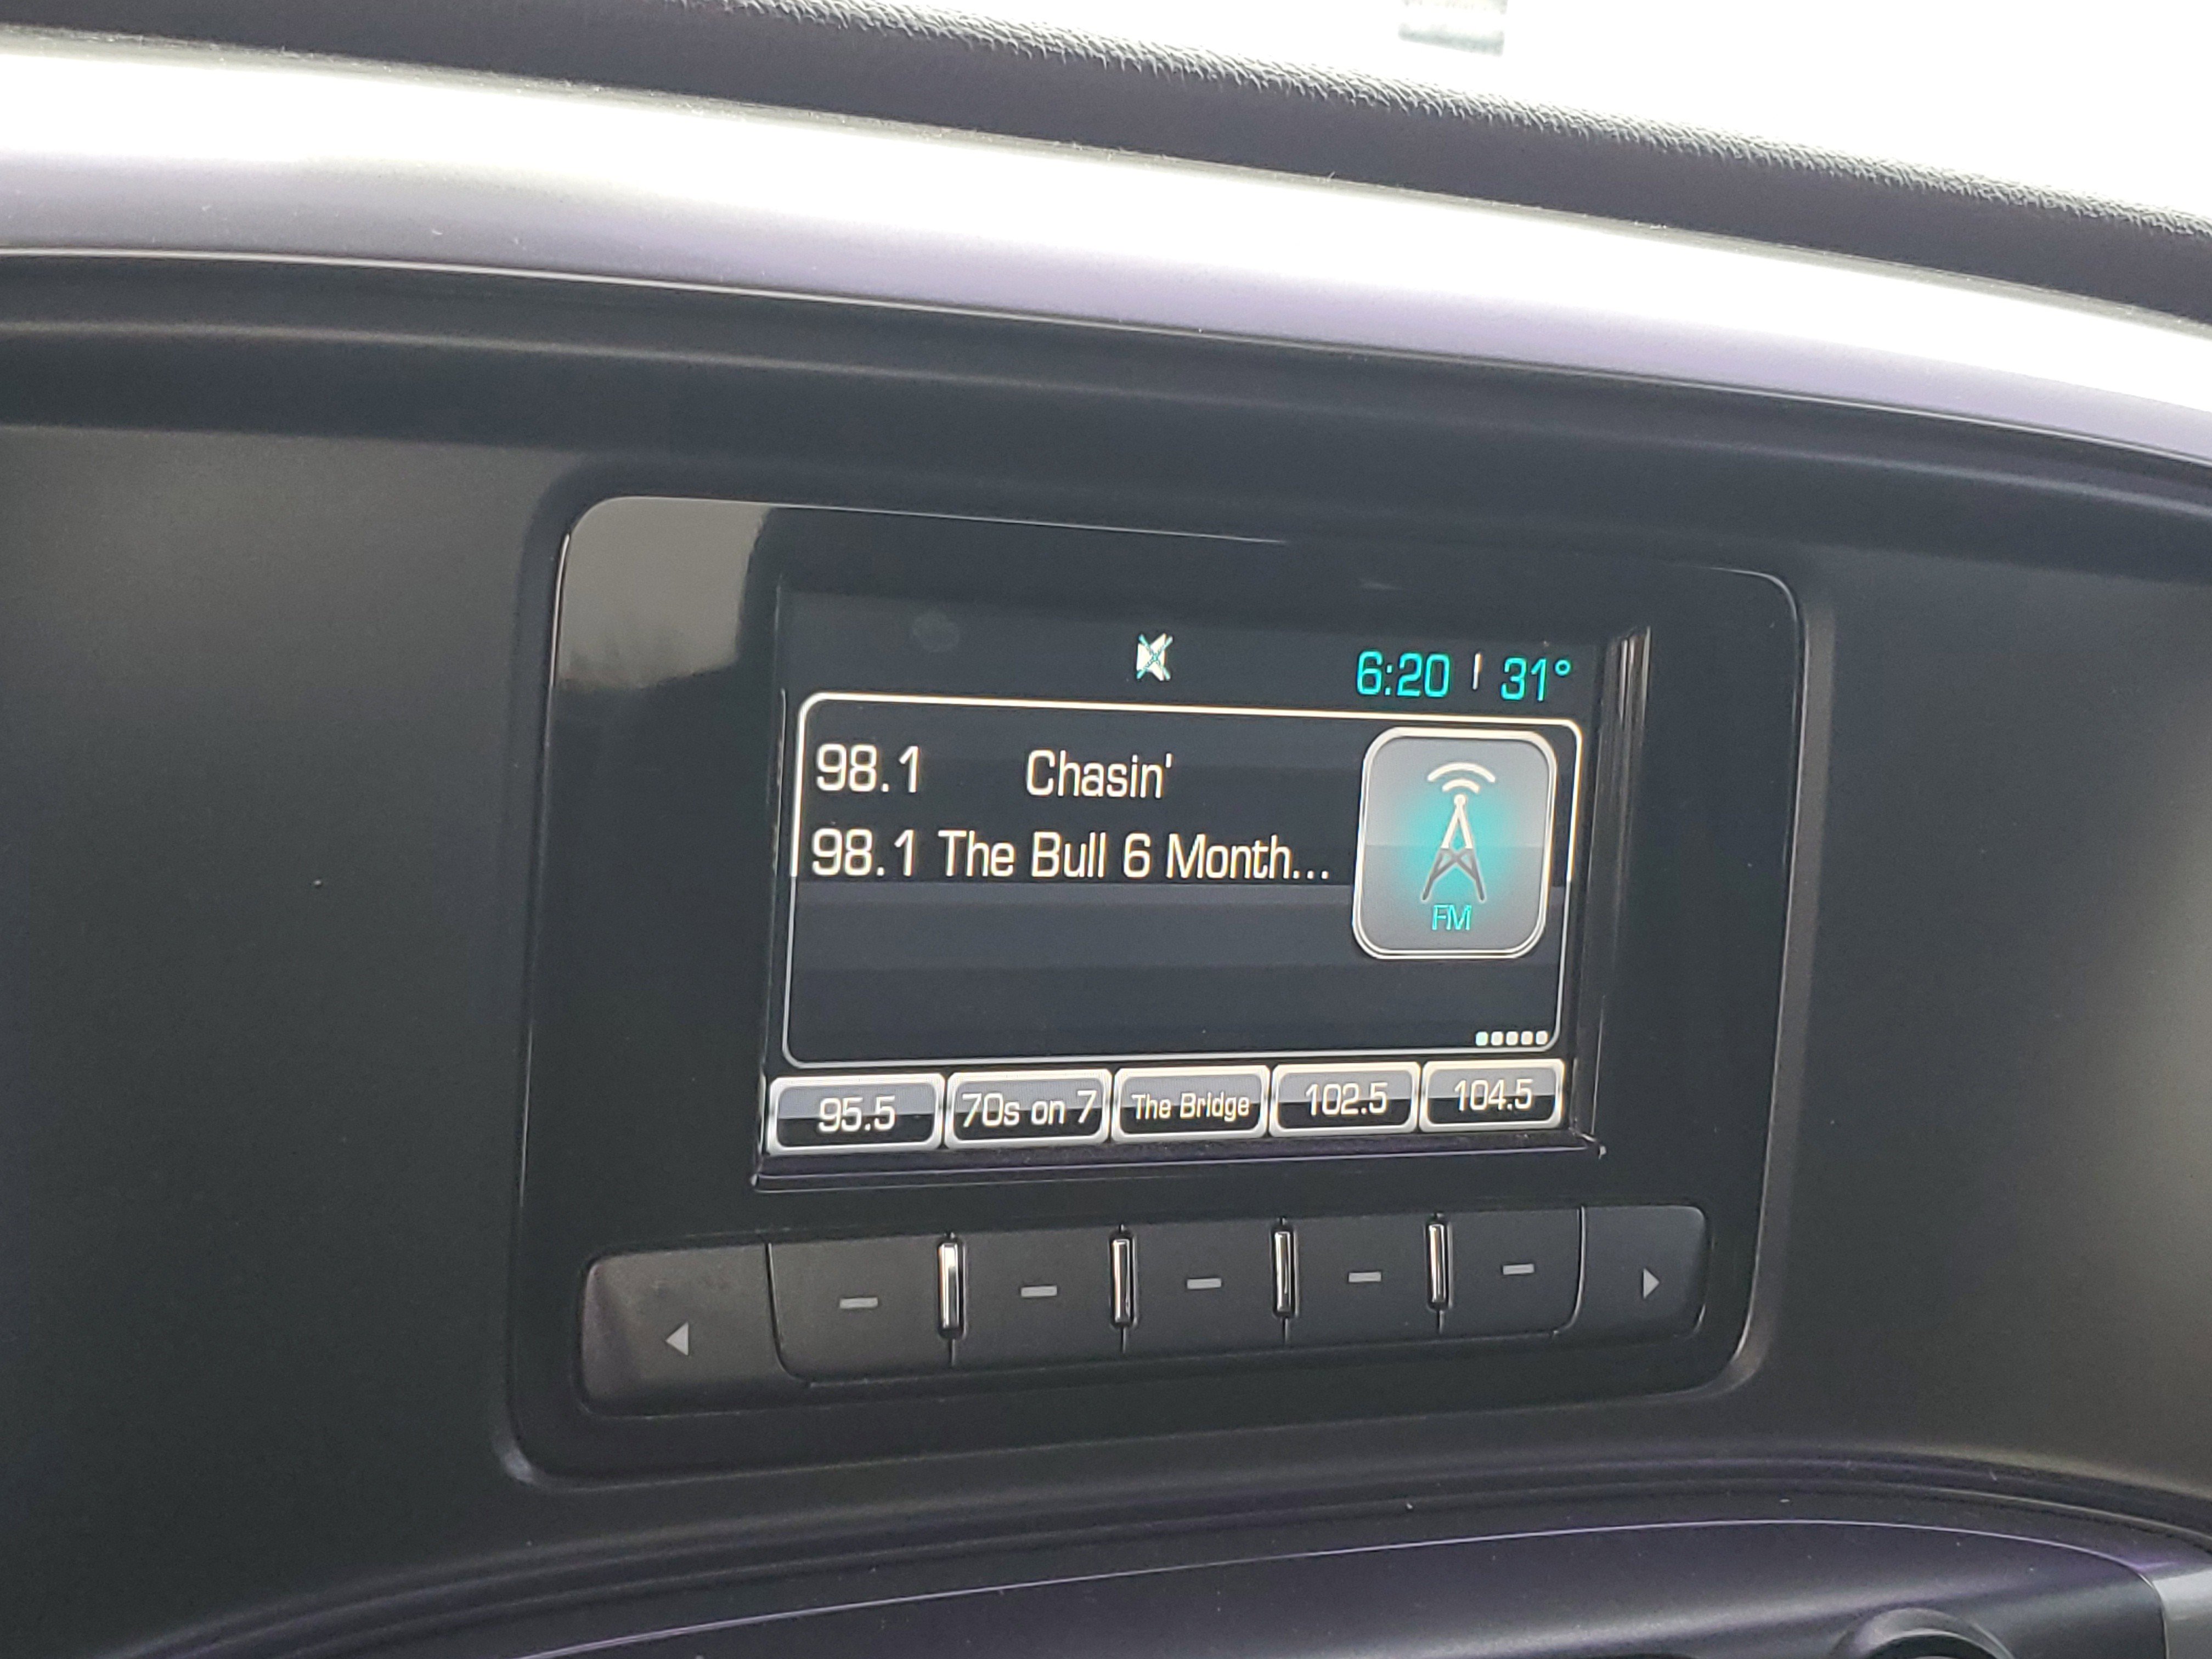 6:20 31°
98.1 Chasin'
98.1 The Bull 6 Month...
FM
95.5 70s on 7 The Bridge 102.5 104.5